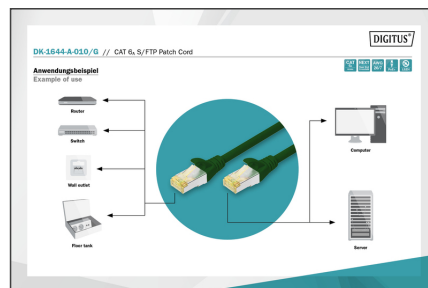 DIGITUS®
DK-1644-A-010/G // CAT 6A S/FTP Patch Cord
Anwendungsbeispiel
Example of use
Router
Switch
Wall outlet
Floor tank
Computer
Server